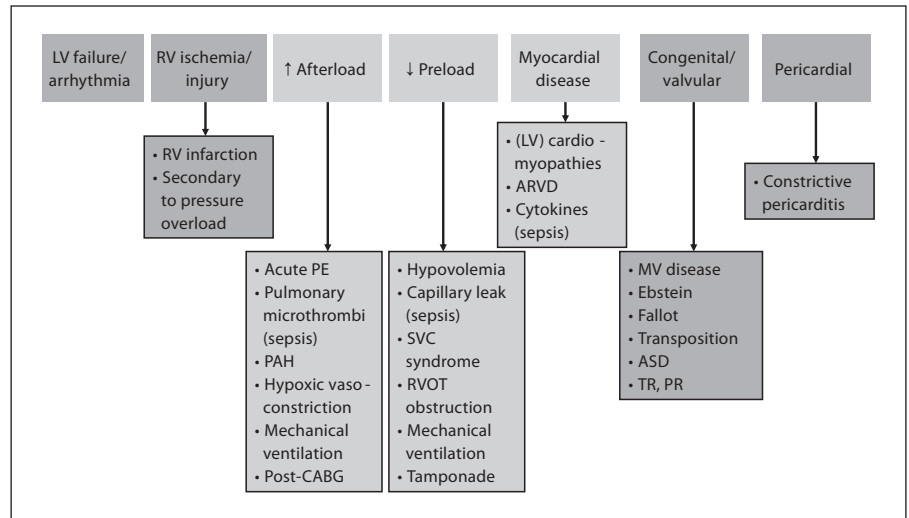 LV failure/
arrhythmia
RV ischemia/
injury
↑ Afterload
↓ Preload
Myocardial
disease
Congenital/
valvular
Pericardial
• RV infarction
• Secondary
to pressure
overload
• Acute PE
• Pulmonary
microthrombi
(sepsis)
• PAH
• Hypoxic vaso-
constriction
• Mechanical
ventilation
• Post-CABG
• Hypovolemia
• Capillary leak
(sepsis)
• SVC
syndrome
• RVOT
obstruction
• Mechanical
ventilation
• Tamponade
• (LV) cardio-
myopathies
• ARVD
• Cytokines
(sepsis)
• MV disease
• Ebstein
• Fallot
• Transposition
• ASD
• TR, PR
• Constrictive
pericarditis